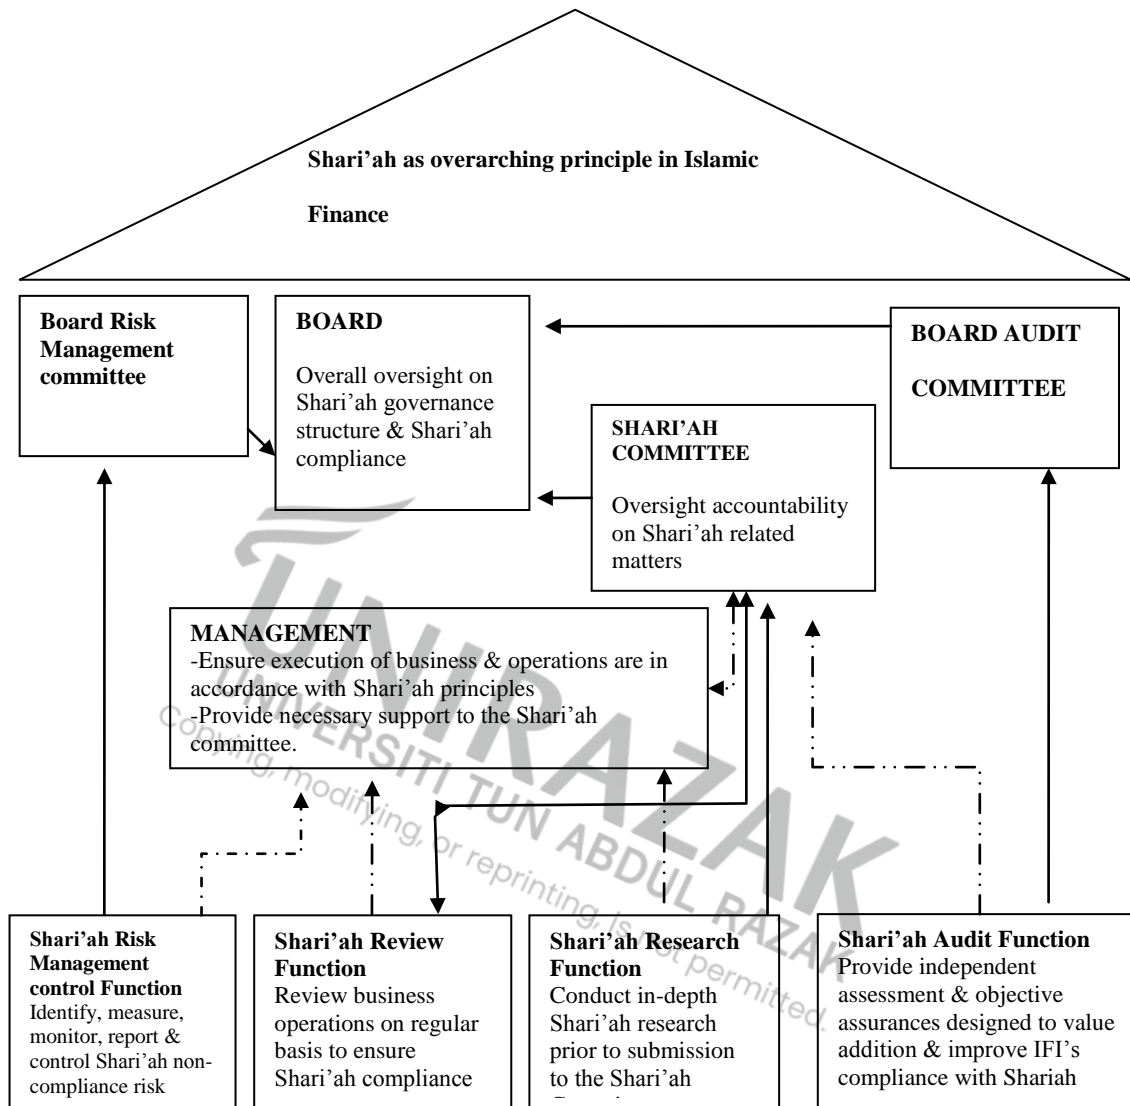 Shari'ah as overarching principle in Islamic
Finance
Board Risk
Management
committee
BOARD
Overall oversight on
Shari'ah governance
structure & Shari'ah
compliance
BOARD AUDIT
COMMITTEE
SHARI'AH
COMMITTEE
Oversight accountability
on Shari'ah related
matters
MANAGEMENT
-Ensure execution of business & operations are in
accordance with Shari'ah principles
-Provide necessary support to the Shari'ah
committee.
UNIRAZAK
UNIVERSITI TUN ABDUL RAZAK
Copying, modifying, or reprinting, is not permitted.
Shari'ah Risk
Management
control Function
Identify, measure,
monitor, report &
control Shari'ah non-
compliance risk
Shari'ah Review
Function
Review business
operations on regular
basis to ensure
Shari'ah compliance
Shari'ah Research
Function
Conduct in-depth
Shari'ah research
prior to submission
to the Shari'ah
Shari'ah Audit Function
Provide independent
assessment & objective
assurances designed to value
addition & improve IFI's
compliance with Shariah